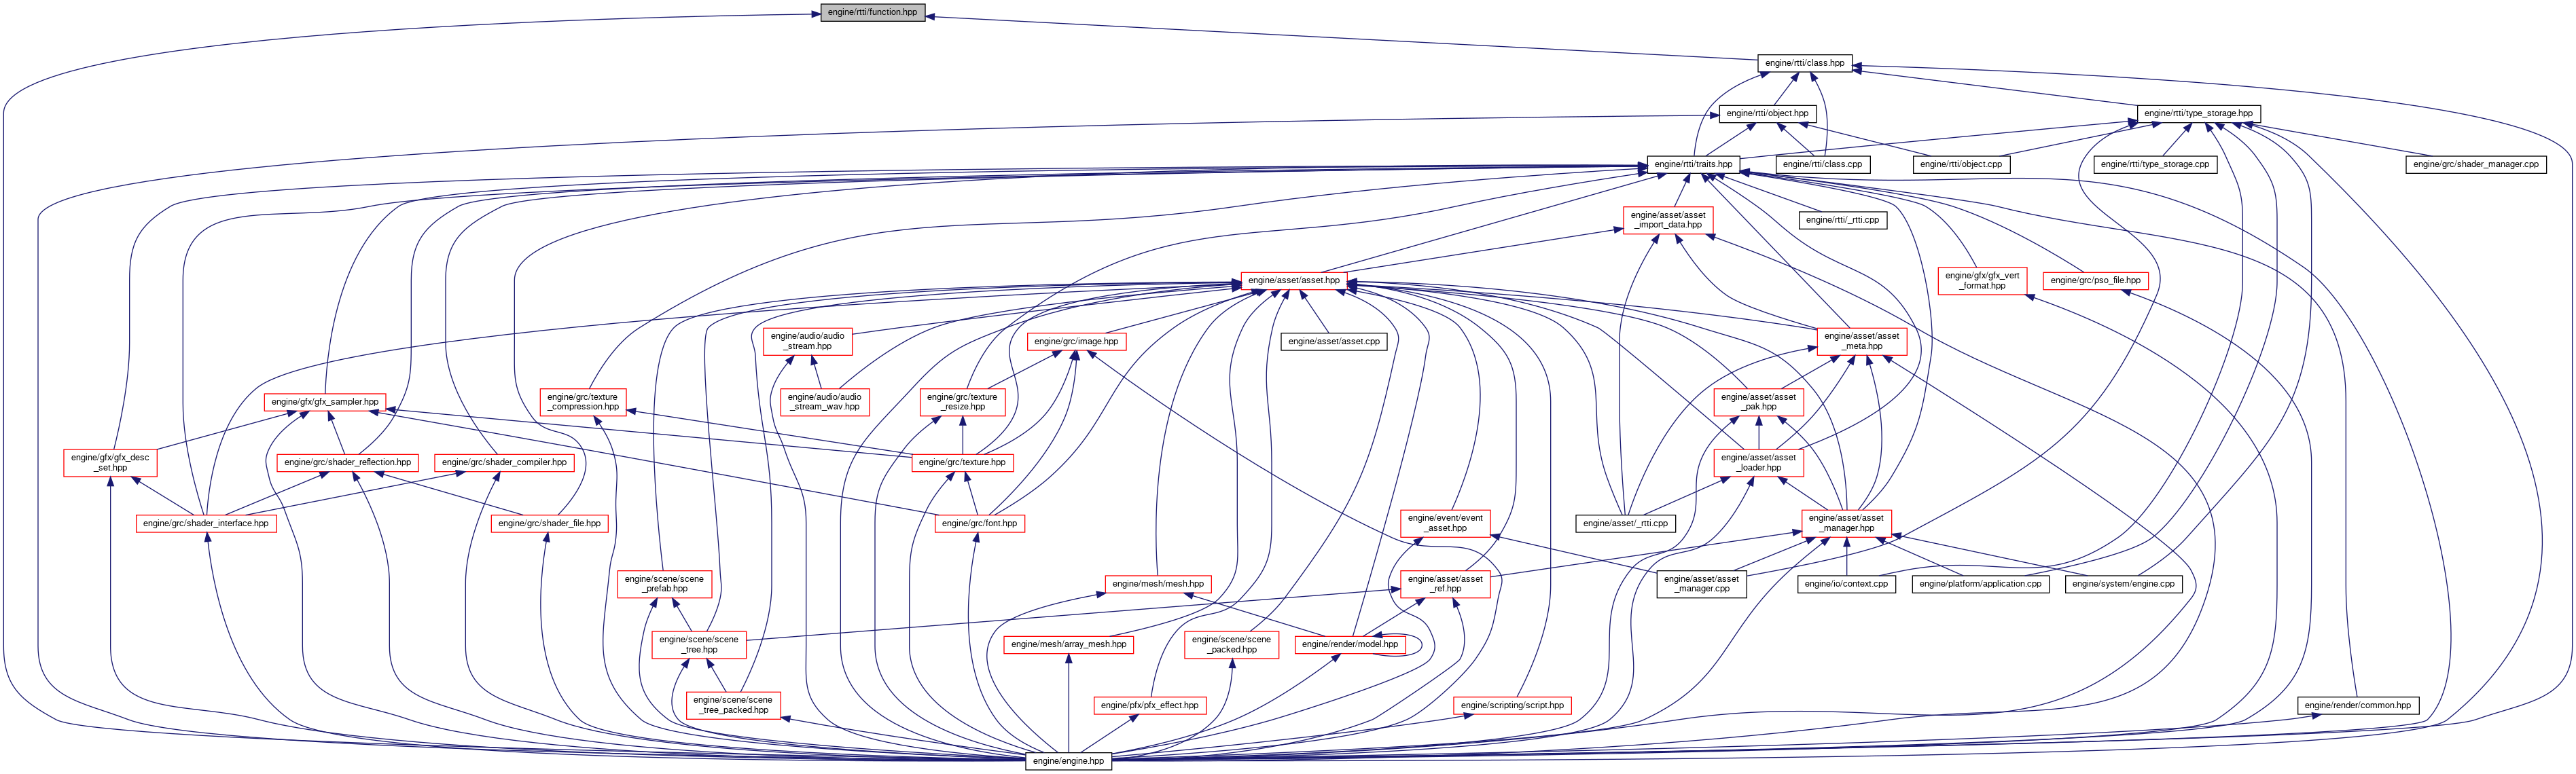 engine/rtti/function.hpp
engine/rtti/class.hpp
engine/rtti/object.hpp
engine/rtti/type_storage.hpp
engine/rtti/traits.hpp
engine/rtti/class.cpp
engine/rtti/object.cpp
engine/rtti/type_storage.cpp
engine/grc/shader_manager.cpp
engine/asset/asset
_import_data.hpp
engine/rtti/_rtti.cpp
engine/asset/asset.hpp
engine/gfx/gfx_vert
_format.hpp
engine/grc/pso_file.hpp
engine/audio/audio
_stream.hpp
engine/grc/image.hpp
engine/asset/asset.cpp
engine/asset/asset
_meta.hpp
engine/gfx/gfx_sampler.hpp
engine/grc/texture
_compression.hpp
engine/audio/audio
_stream_wav.hpp
engine/grc/texture
_resize.hpp
engine/asset/asset
_pak.hpp
engine/gfx/gfx_desc
_set.hpp
engine/grc/shader_reflection.hpp
engine/grc/shader_compiler.hpp
engine/grc/texture.hpp
engine/asset/asset
_loader.hpp
engine/grc/shader_interface.hpp
engine/grc/shader_file.hpp
engine/grc/font.hpp
engine/event/event
_asset.hpp
engine/asset/_rtti.cpp
engine/asset/asset
_manager.hpp
engine/scene/scene
_prefab.hpp
engine/mesh/mesh.hpp
engine/asset/asset
_ref.hpp
engine/asset/asset
_manager.cpp
engine/io/context.cpp
engine/platform/application.cpp
engine/system/engine.cpp
engine/scene/scene
_tree.hpp
engine/mesh/array_mesh.hpp
engine/scene/scene
_packed.hpp
engine/render/model.hpp
engine/scene/scene
_tree_packed.hpp
engine/pfx/pfx_effect.hpp
engine/scripting/script.hpp
engine/render/common.hpp
engine/engine.hpp